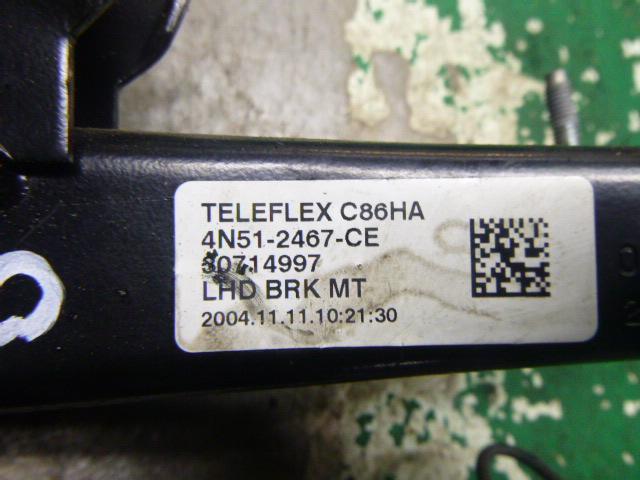 TELEFLEX C86HA
4N51-2467-CE
30714997
LHD BRK MT
2004.11.11.10:21:30